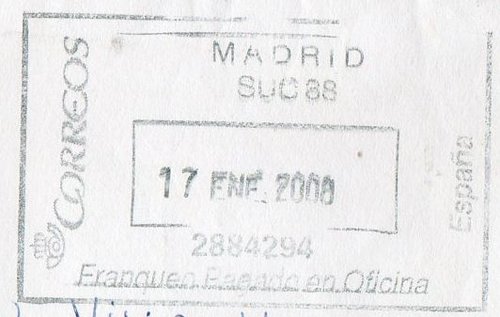 CORREOS
MADRID
SUC 88
17 ENE. 2008
2884294
Franqueo Pagado en Oficina
España